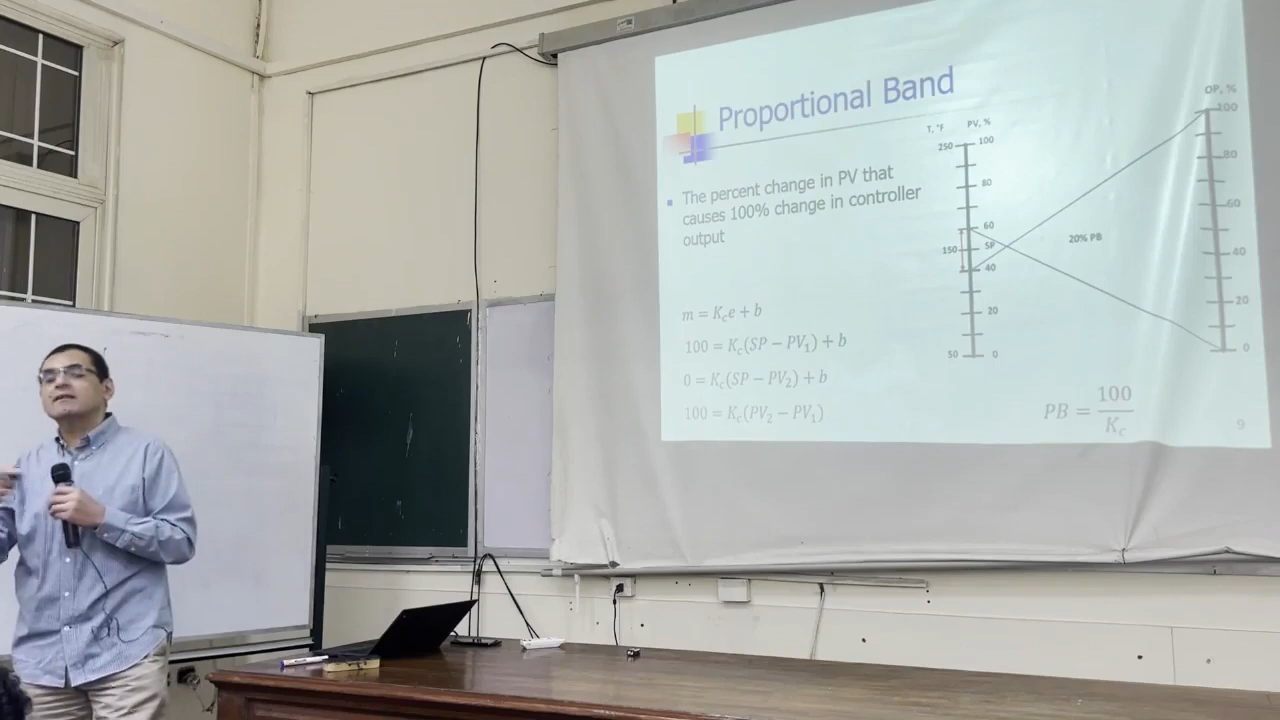 Proportional Band
The percent change in PV that
causes 100% change in controller
output
m = K_c e + b
100 = K_c(SP − PV_1) + b
0 = K_c(SP − PV_2) + b
100 = K_c(PV_2 − PV_1)
T, °F PV, %
250 100
80
60
150 SP
40
20
50 0
20% PB
OP, %
100
80
60
40
20
0
PB = 100/K_c
9